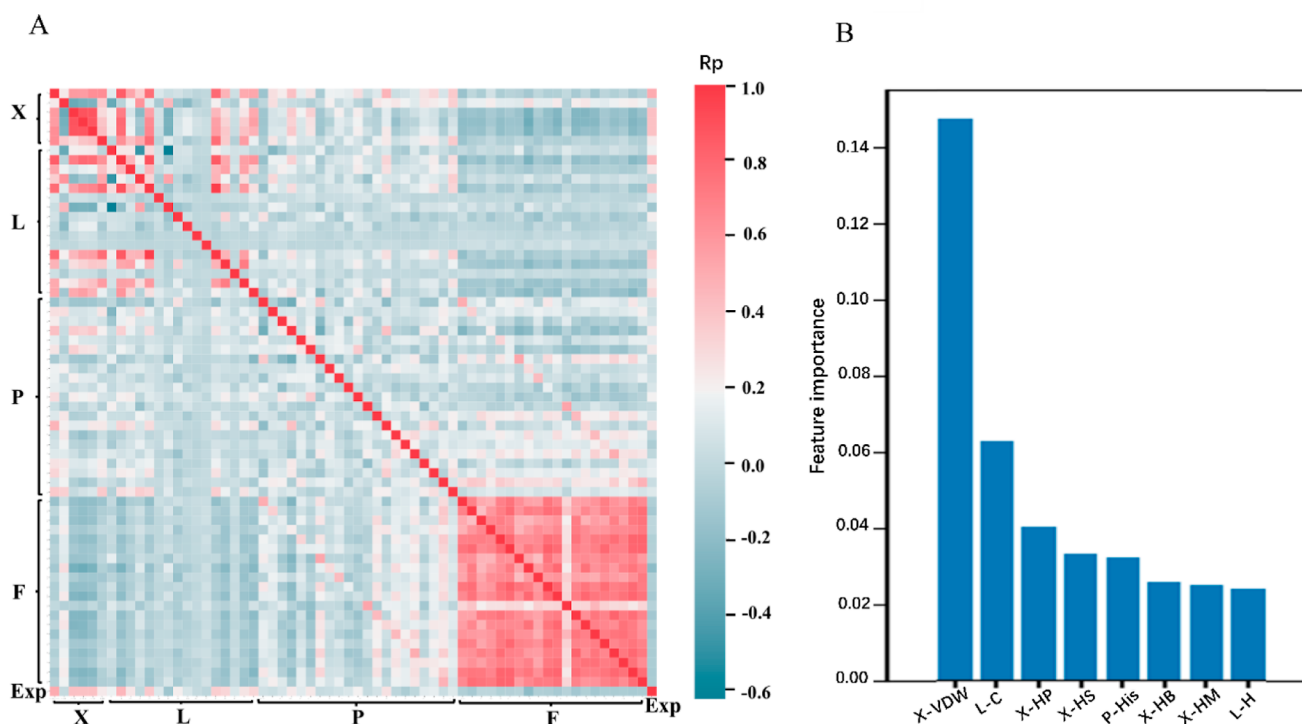 A
B
Rp
X
L
P
F
Exp
X
L
P
F
Exp
1.0
0.8
0.6
0.4
0.2
0.0
-0.2
-0.4
-0.6
Feature importance
0.14
0.12
0.10
0.08
0.06
0.04
0.02
0.00
X-VDW
L-C
X-HP
X-HS
P-His
X-HB
X-HM
L-H